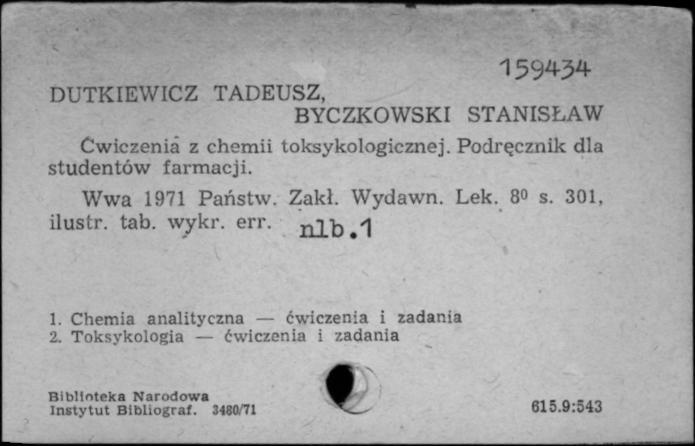 159434
DUTKIEWICZ TADEUSZ,
BYCZKOWSKI STANISŁAW
Ćwiczenia z chemii toksykologicznej. Podręcznik dla
studentów farmacji.
Wwa 1971 Państw. Zakł. Wydawn. Lek. 8⁰ s. 301,
ilustr. tab. wykr. err. nlb.1
1. Chemia analityczna — ćwiczenia i zadania
2. Toksykologia — ćwiczenia i zadania
Biblioteka Narodowa
Instytut Bibliograf. 3480/71 615.9:543